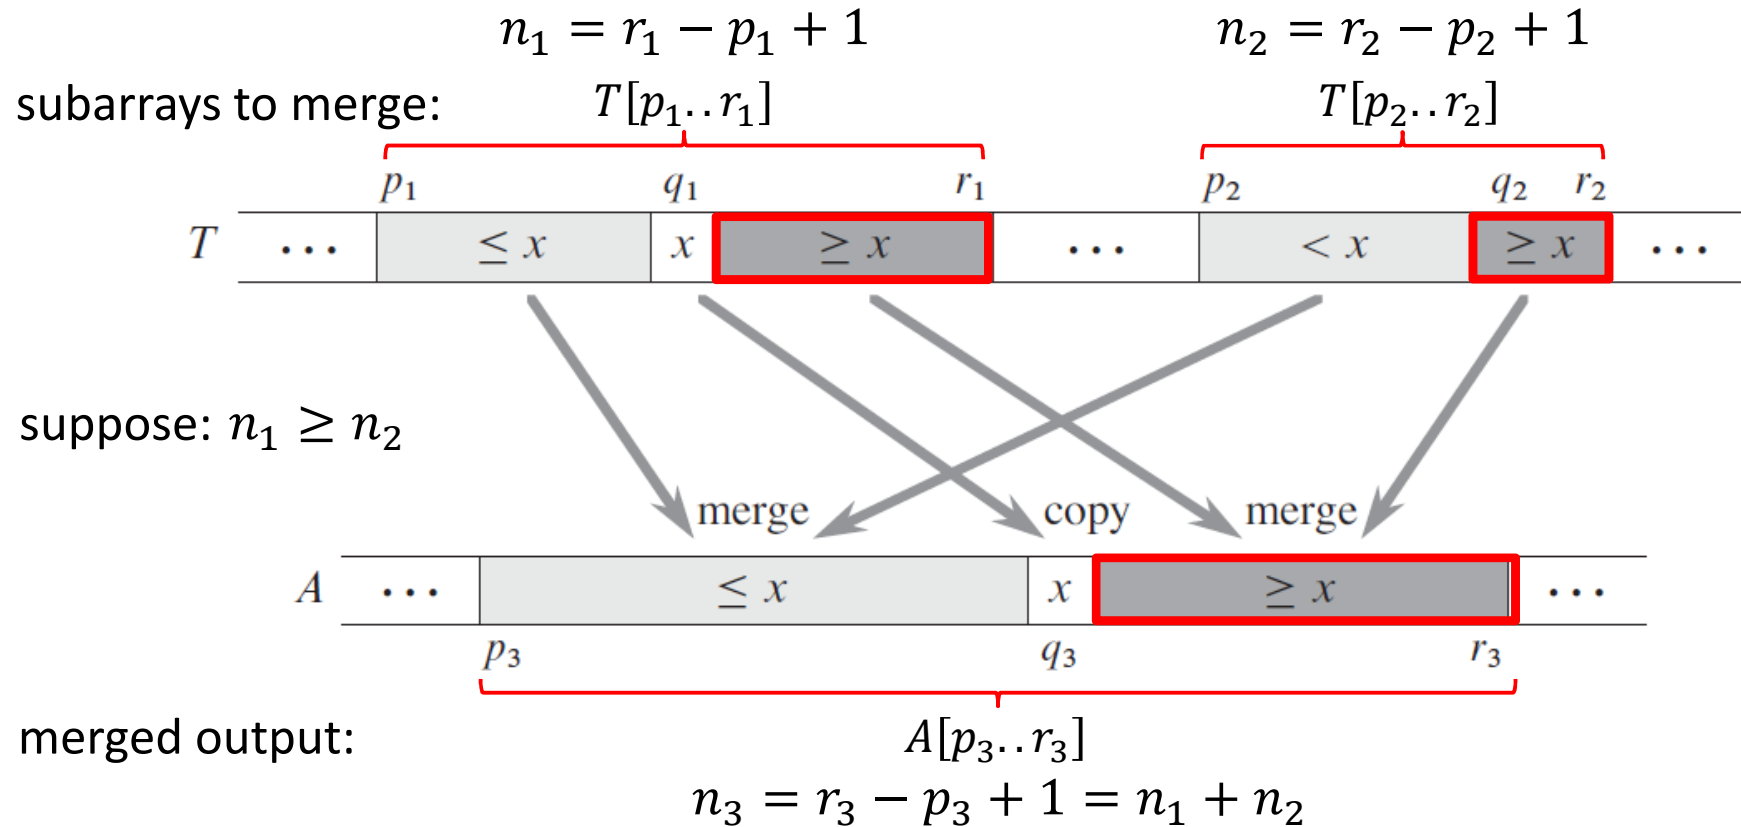 n₁ = r₁ − p₁ + 1 n₂ = r₂ − p₂ + 1
subarrays to merge: T[p₁..r₁] T[p₂..r₂]
p₁ q₁ r₁ p₂ q₂ r₂
T ··· ≤ x x ≥ x ··· < x ≥ x ···
suppose: n₁ ≥ n₂
merge copy merge
A ··· ≤ x x ≥ x ···
p₃ q₃ r₃
merged output: A[p₃..r₃]
n₃ = r₃ − p₃ + 1 = n₁ + n₂